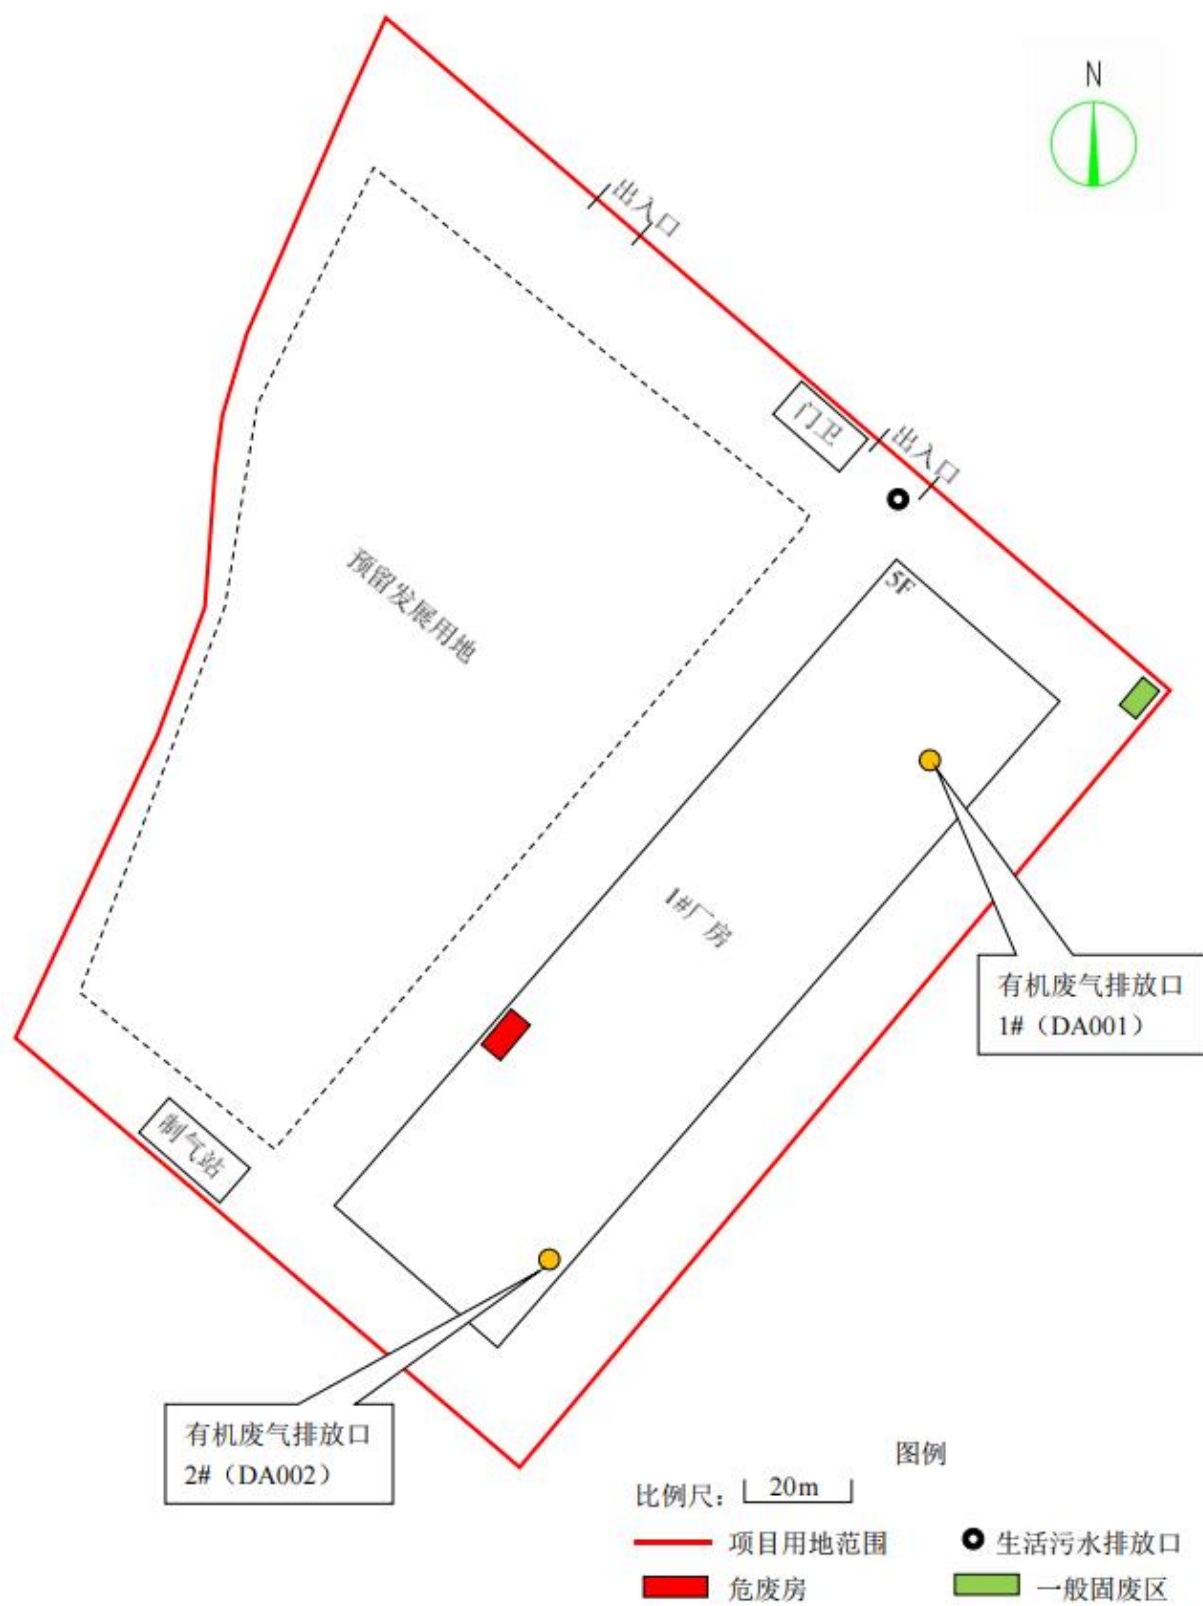 N
出入口
门卫
出入口
预留发展用地
5F
1#厂房
有机废气排放口
1#（DA001）
制气站
有机废气排放口
2#（DA002）
图例
比例尺： 20m
项目用地范围
生活污水排放口
危废房
一般固废区